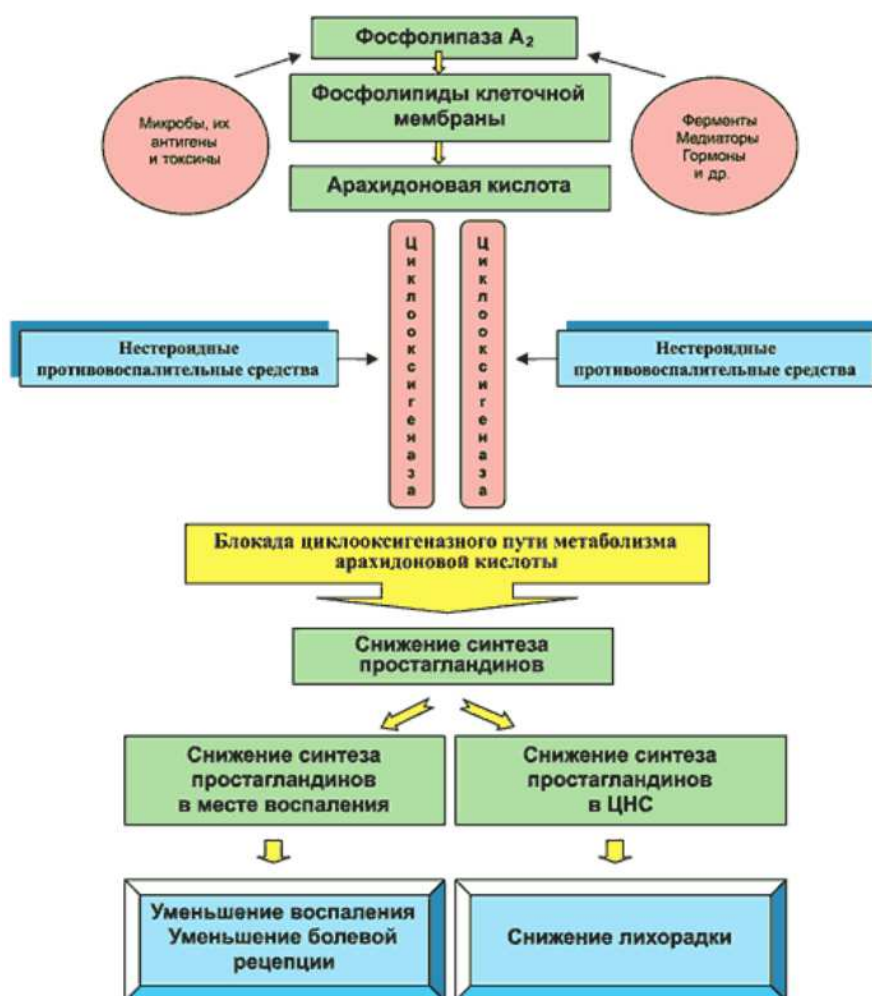 Фосфолипаза А₂
Фосфолипиды клеточной
мембраны
Микробы, их
антигены
и токсины
Ферменты
Медиаторы
Гормоны
и др.
Арахидоновая кислота
Циклооксигеназа
Циклооксигеназа
Нестероидные
противовоспалительные средства
Нестероидные
противовоспалительные средства
Блокада циклооксигеназного пути метаболизма
арахидоновой кислоты
Снижение синтеза
простагландинов
Снижение синтеза
простагландинов
в месте воспаления
Снижение синтеза
простагландинов
в ЦНС
Уменьшение воспаления
Уменьшение болевой
рецепции
Снижение лихорадки